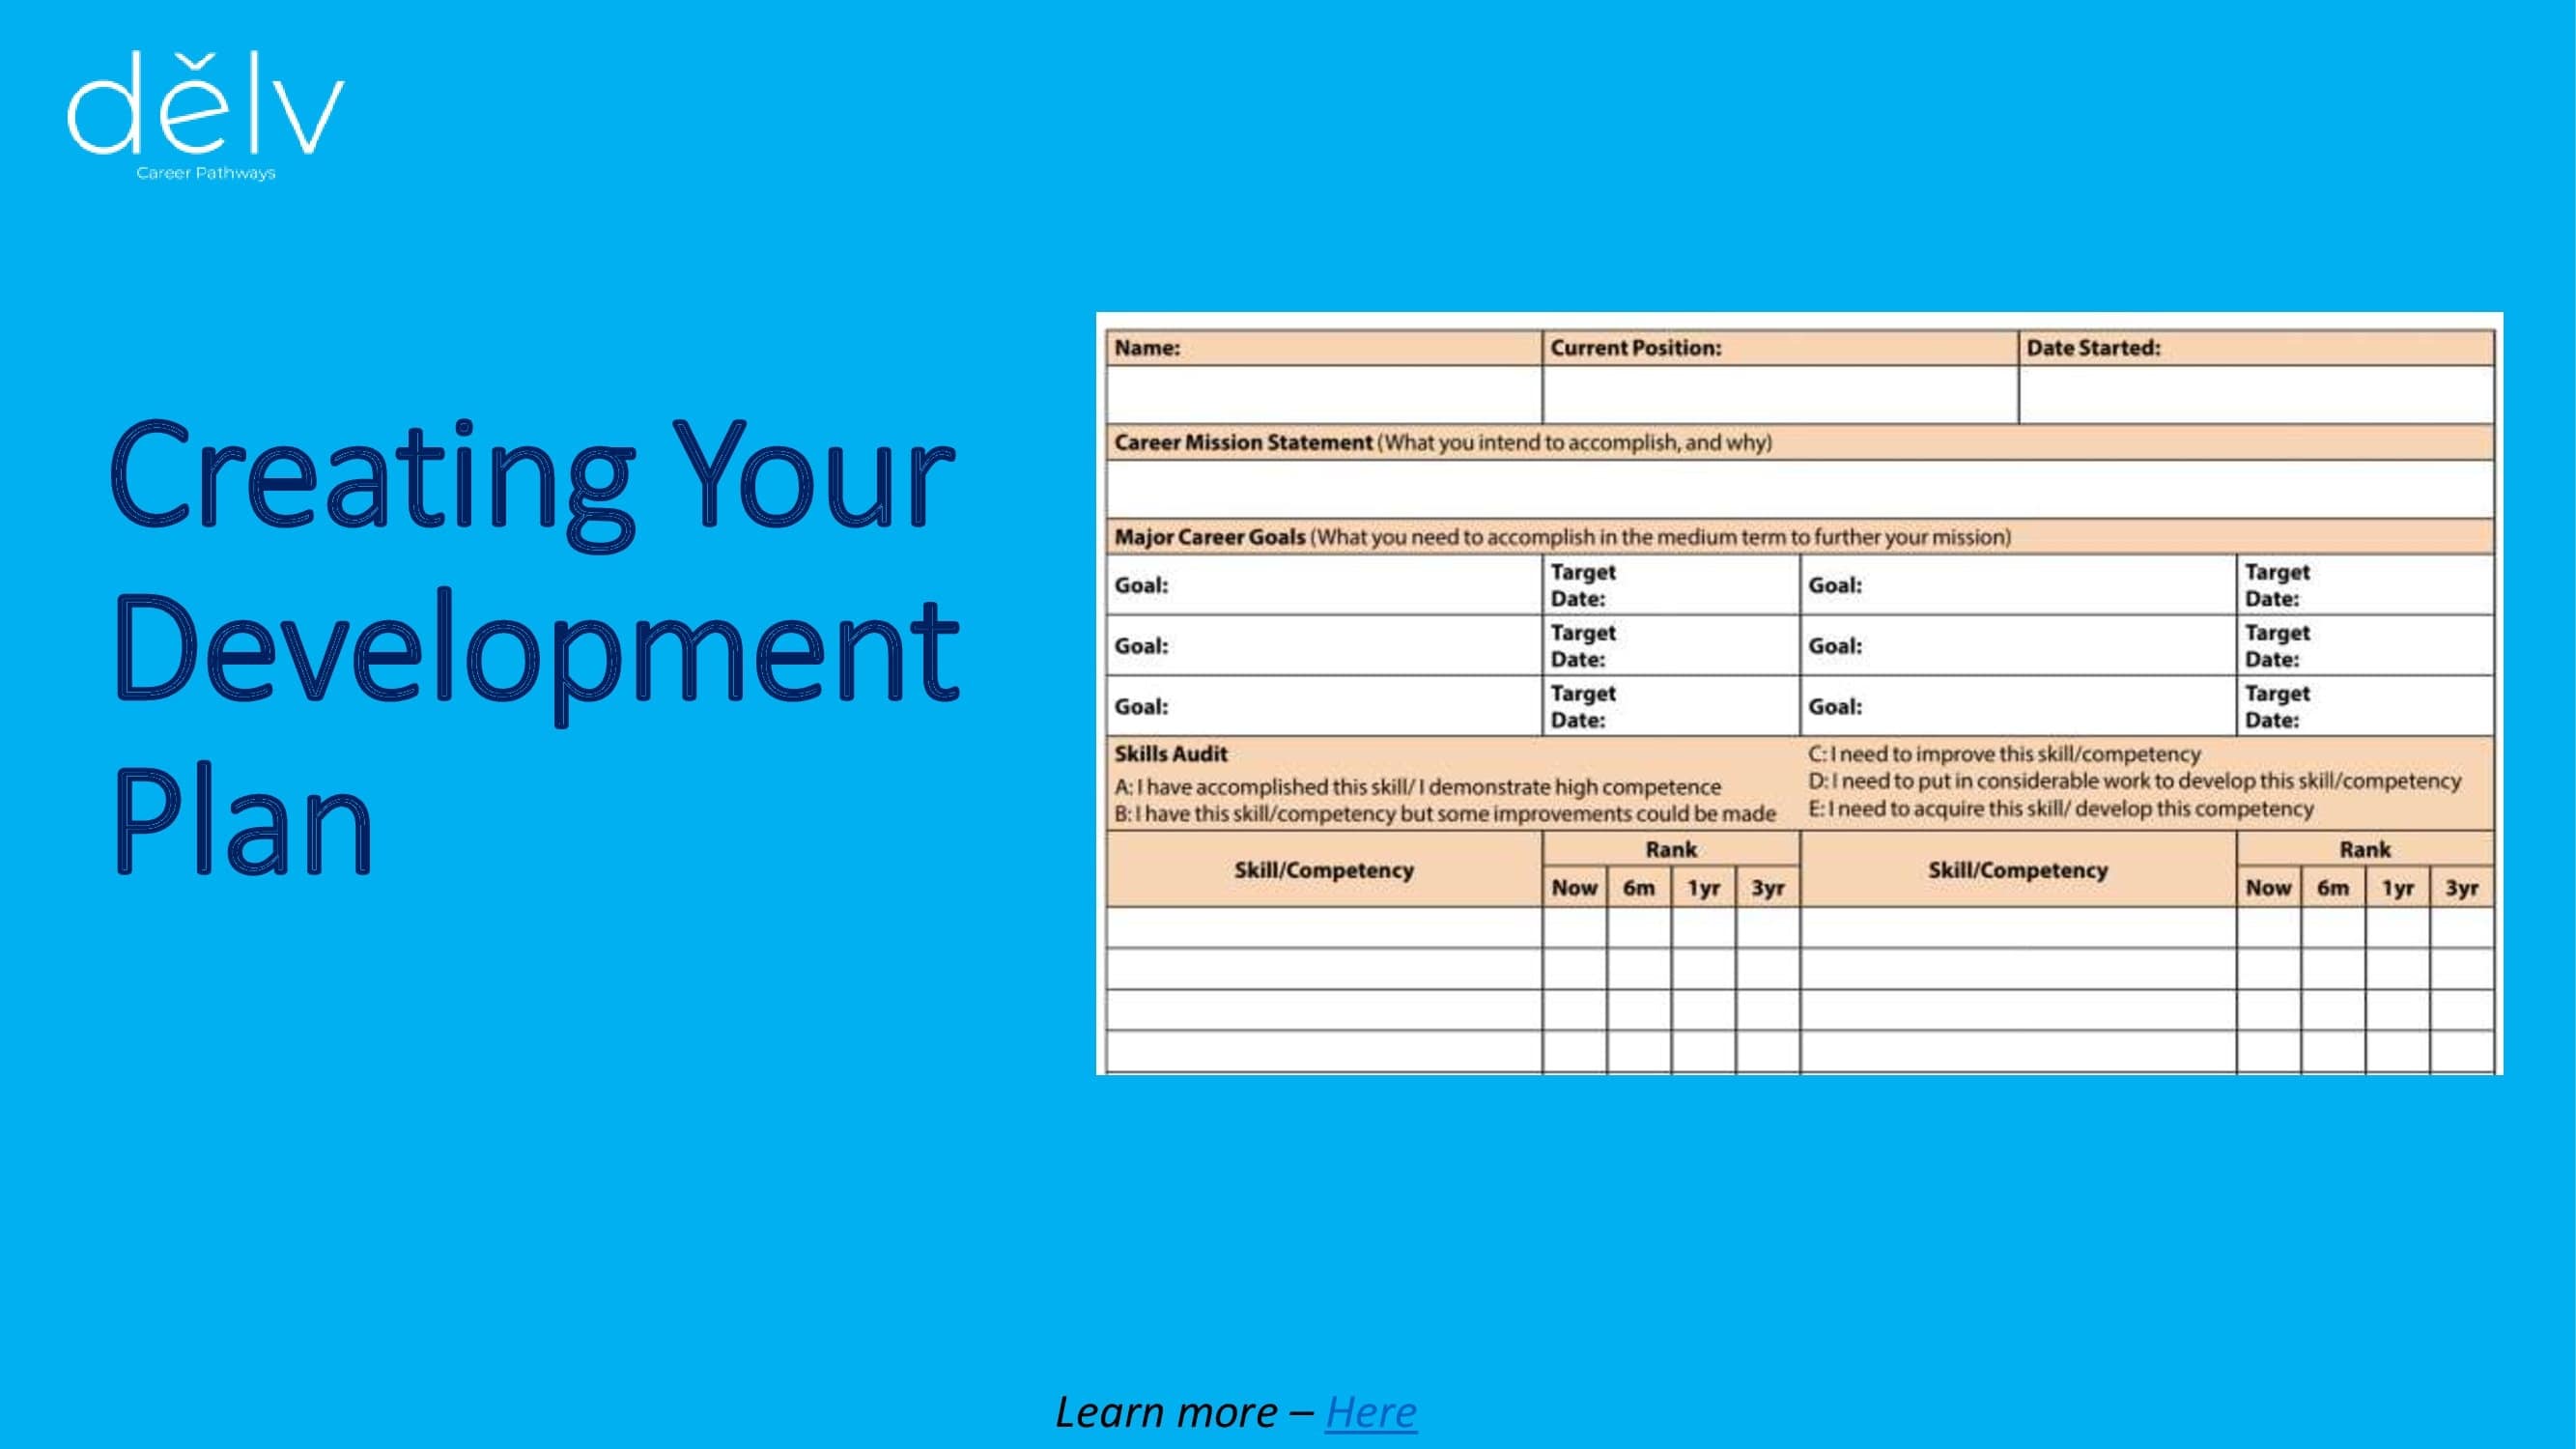 dělv
Career Pathways
Creating Your
Development
Plan
Name: Current Position: Date Started:
Career Mission Statement (What you intend to accomplish, and why)
Major Career Goals (What you need to accomplish in the medium term to further your mission)
Goal: Target Date: Goal: Target Date:
Goal: Target Date: Goal: Target Date:
Goal: Target Date: Goal: Target Date:
Skills Audit
A: I have accomplished this skill/ I demonstrate high competence
B: I have this skill/competency but some improvements could be made
C: I need to improve this skill/competency
D: I need to put in considerable work to develop this skill/competency
E: I need to acquire this skill/ develop this competency
Skill/Competency Rank Skill/Competency Rank
Now 6m 1yr 3yr Now 6m 1yr 3yr
Learn more – Here